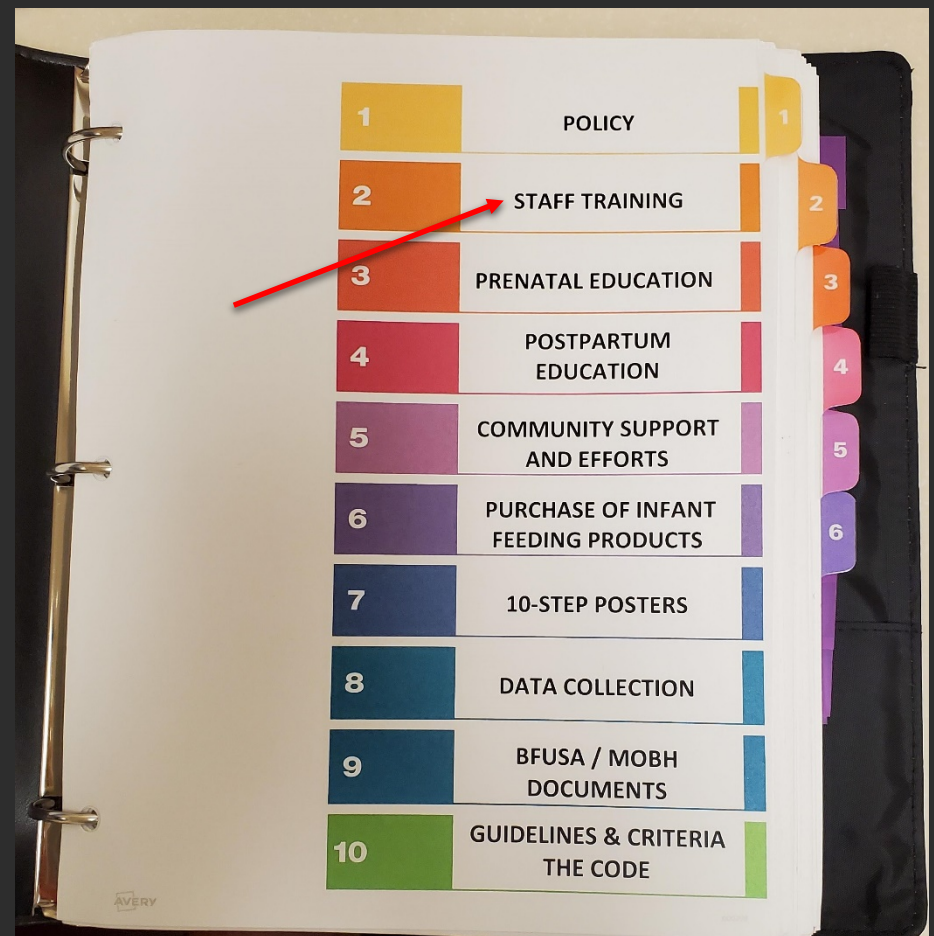 1 POLICY 1
2 STAFF TRAINING 2
3 PRENATAL EDUCATION 3
4 POSTPARTUM
EDUCATION 4
5 COMMUNITY SUPPORT
AND EFFORTS 5
6 PURCHASE OF INFANT
FEEDING PRODUCTS 6
7 10-STEP POSTERS
8 DATA COLLECTION
9 BFUSA / MOBH
DOCUMENTS
10 GUIDELINES & CRITERIA
THE CODE
AVERY